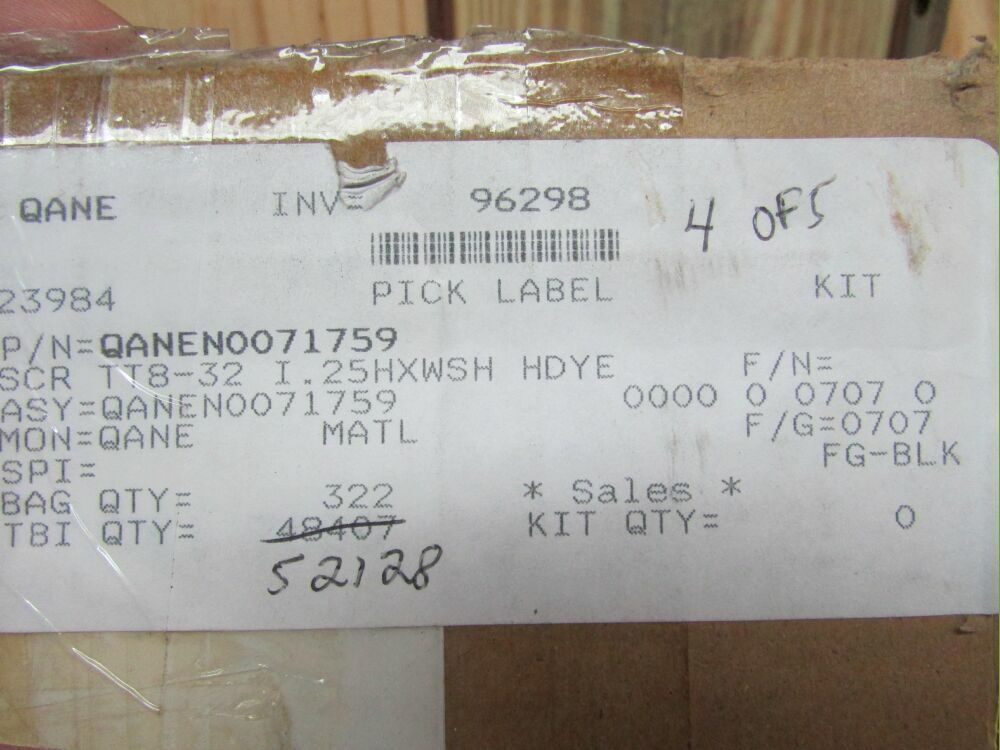 QANE INV= 96298 4 OF 5
23984 PICK LABEL KIT
P/N=QANEN0071759
SCR TT8-32 I.25HXWSH HDYE F/N=
ASY=QANEN0071759 0000 0 0707 0
MON=QANE MATL F/G=0707
SPI= FG-BLK
BAG QTY= 322 * Sales *
TBI QTY= 48407 KIT QTY= 0
52128